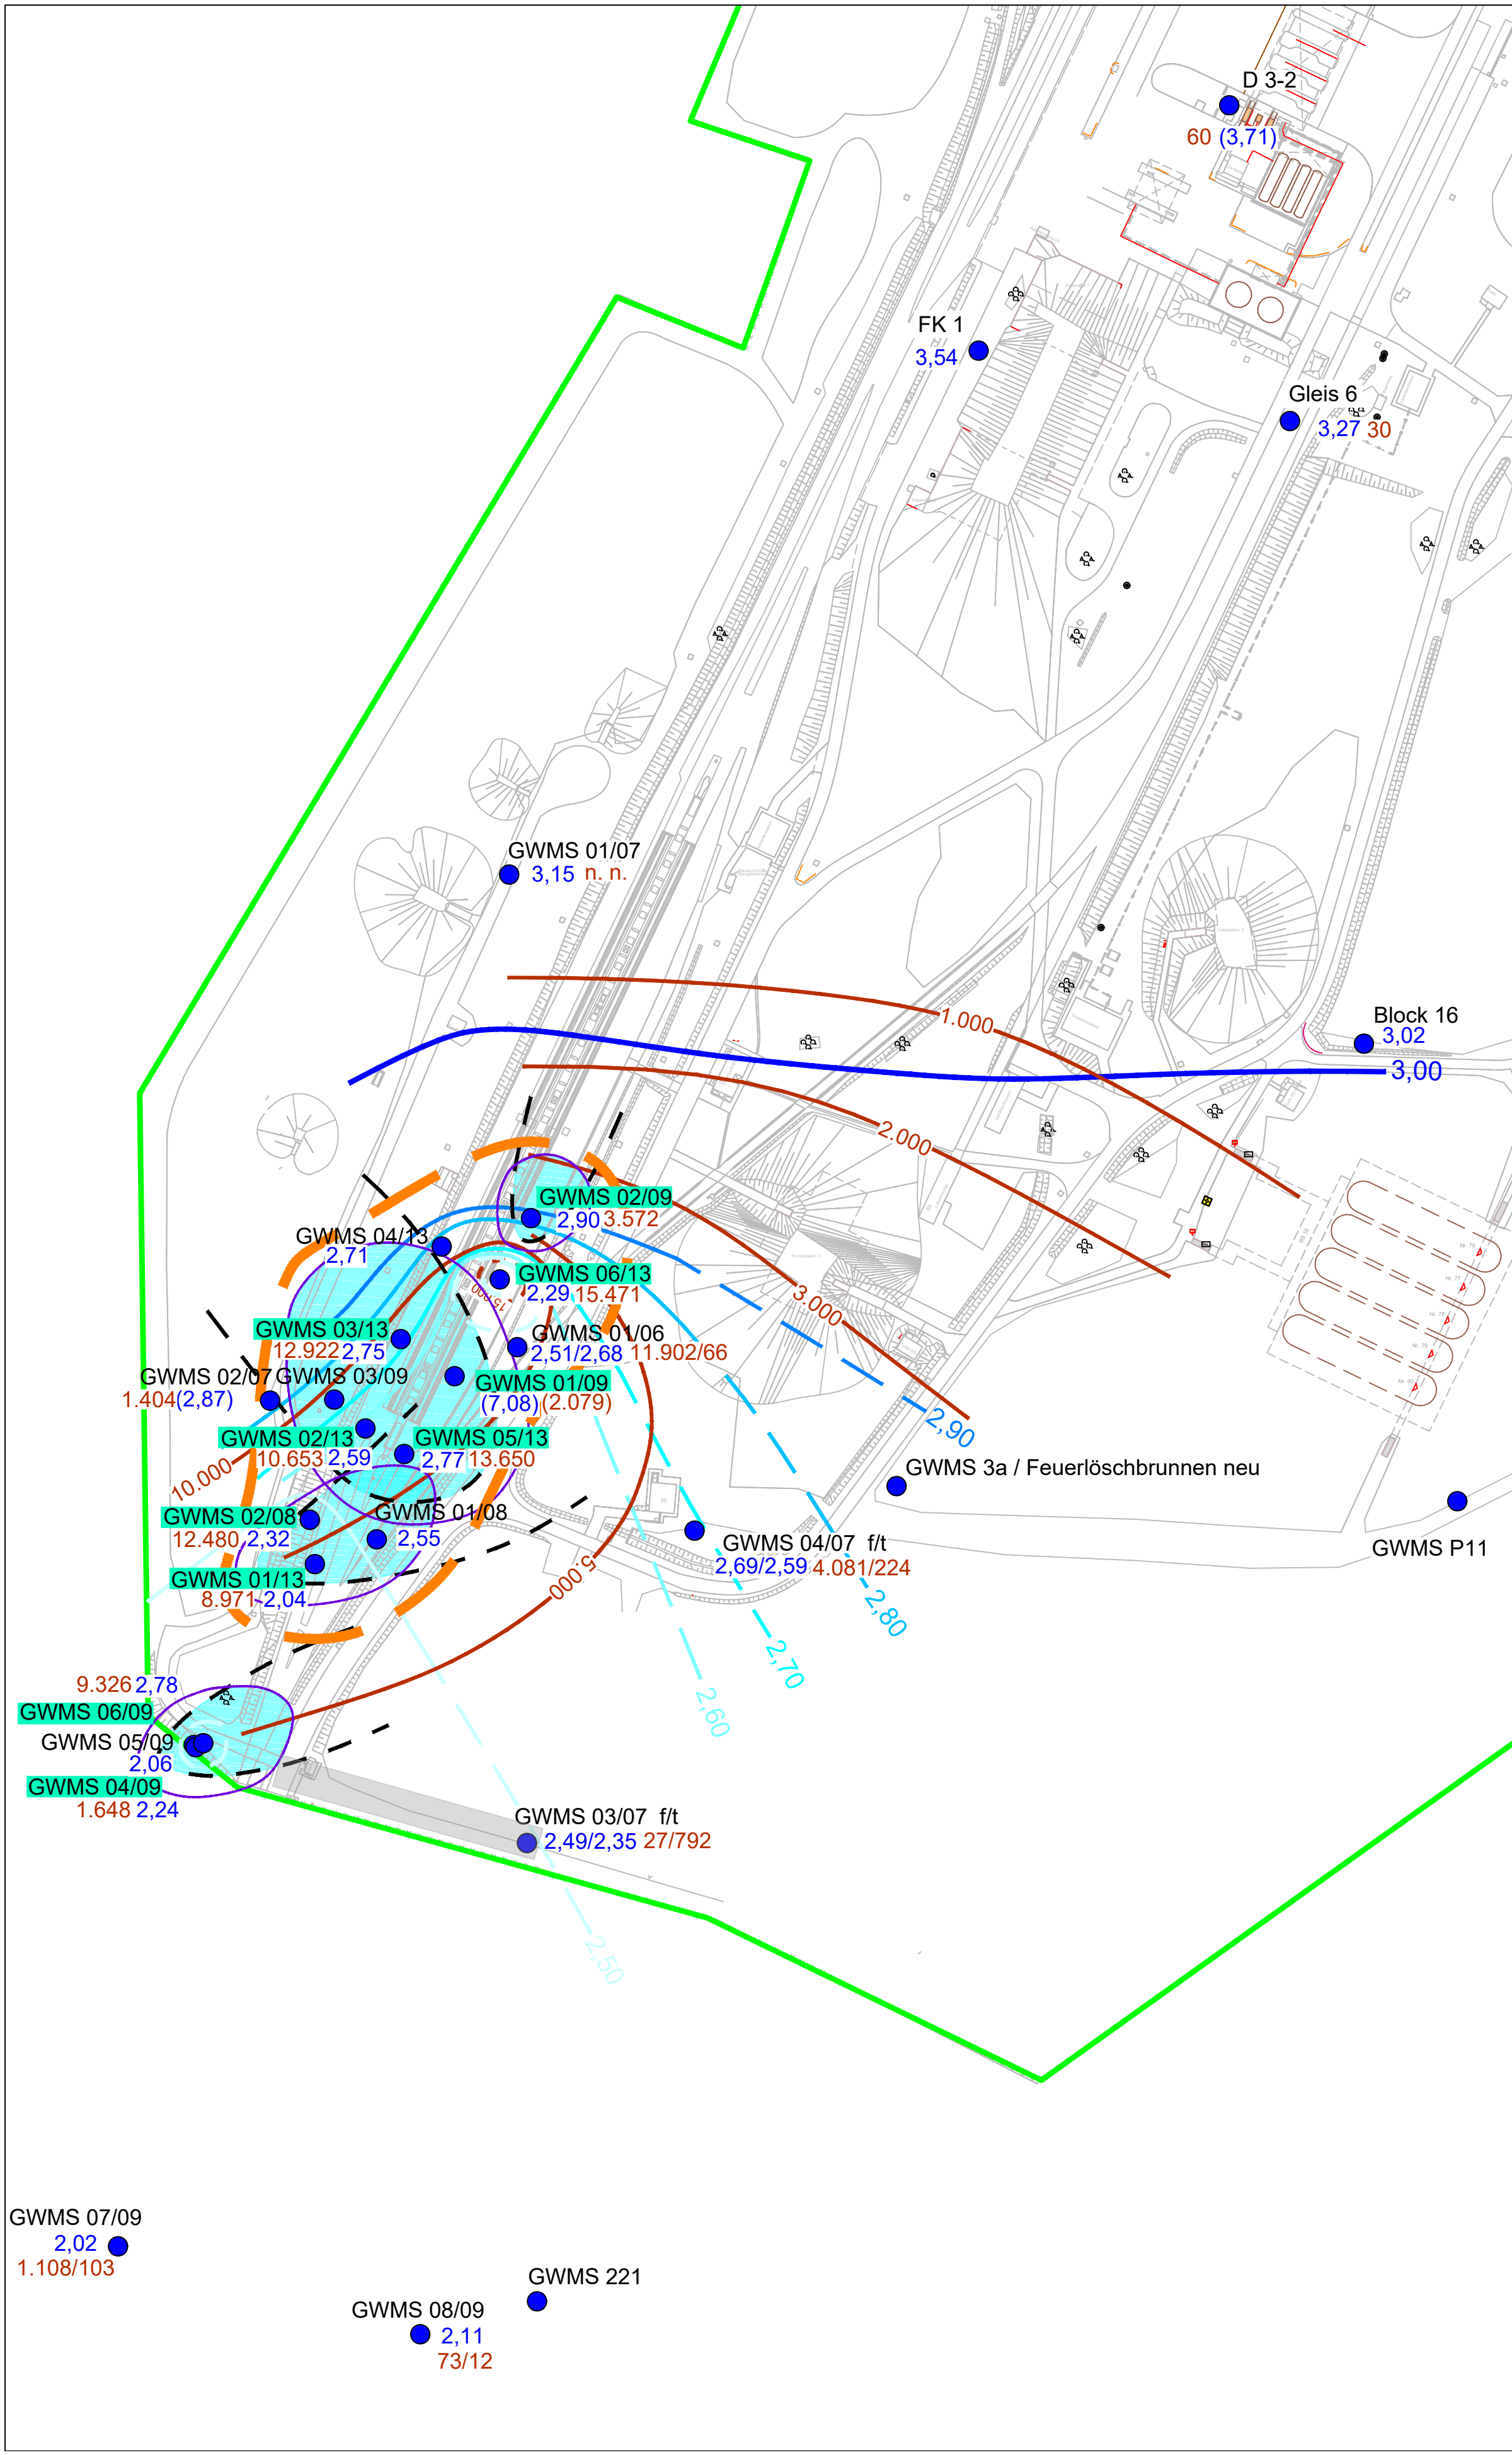 D 3-2
60 (3,71)
FK 1
3,54
Gleis 6
3,27 30
GWMS 01/07
3,15 n. n.
1.000
Block 16
3,02
3,00
2.000
GWMS 02/09
2,90 3.572
GWMS 04/13
2,71
GWMS 06/13
2,29 15.471
3.000
GWMS 03/13
12.922 2,75
GWMS 01/06
2,51/2,68 11.902/66
GWMS 02/07
1.404 (2,87)
GWMS 03/09
GWMS 01/09
(7,08) (2.079)
2,90
GWMS 02/13
10.653 2,59
GWMS 05/13
2,77 13.650
10.000
GWMS 3a / Feuerlöschbrunnen neu
GWMS 02/08
12.480 2,32
GWMS 01/08
2,55
GWMS P11
GWMS 04/07 f/t
2,69/2,59 4.081/224
GWMS 01/13
8.971 2,04
5.000
2,80
2,70
2,60
9.326 2,78
GWMS 06/09
GWMS 05/09
2,06
GWMS 04/09
1.648 2,24
GWMS 03/07 f/t
2,49/2,35 27/792
2,50
Nr. 76
Nr. 77
Nr. 78
Nr. 79
Nr. 80
GWMS 07/09
2,02
1.108/103
GWMS 221
GWMS 08/09
2,11
73/12